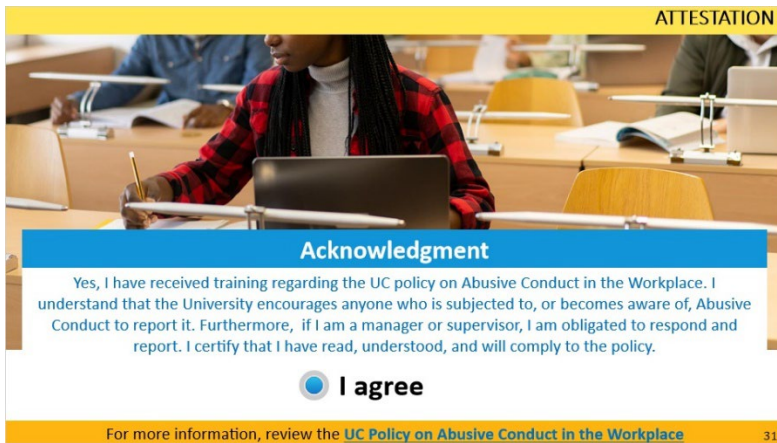 ATTESTATION
Acknowledgment
Yes, I have received training regarding the UC policy on Abusive Conduct in the Workplace. I
understand that the University encourages anyone who is subjected to, or becomes aware of, Abusive
Conduct to report it. Furthermore, if I am a manager or supervisor, I am obligated to respond and
report. I certify that I have read, understood, and will comply to the policy.
I agree
For more information, review the UC Policy on Abusive Conduct in the Workplace
31